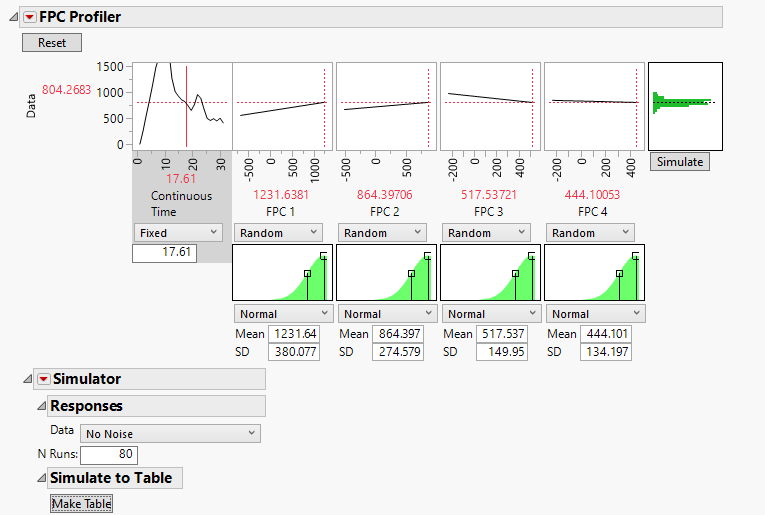 FPC Profiler
Reset
Data
804.2683
1500
1000
500
0
0 10 20 30
-500 0 500 1000
-500 0 500
-200 0 200 400
-200 0 200 400
Simulate
17.61
Continuous
Time
1231.6381 864.39706 517.53721 444.10053
FPC 1 FPC 2 FPC 3 FPC 4
Fixed Random Random Random Random
17.61
Normal Normal Normal Normal
Mean 1231.64 Mean 864.397 Mean 517.537 Mean 444.101
SD 380.077 SD 274.579 SD 149.95 SD 134.197
Simulator
Responses
Data No Noise
N Runs: 80
Simulate to Table
Make Table